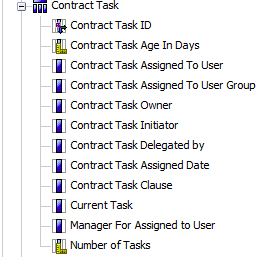 Contract Task
Contract Task ID
Contract Task Age In Days
Contract Task Assigned To User
Contract Task Assigned To User Group
Contract Task Owner
Contract Task Initiator
Contract Task Delegated by
Contract Task Assigned Date
Contract Task Clause
Current Task
Manager For Assigned to User
Number of Tasks